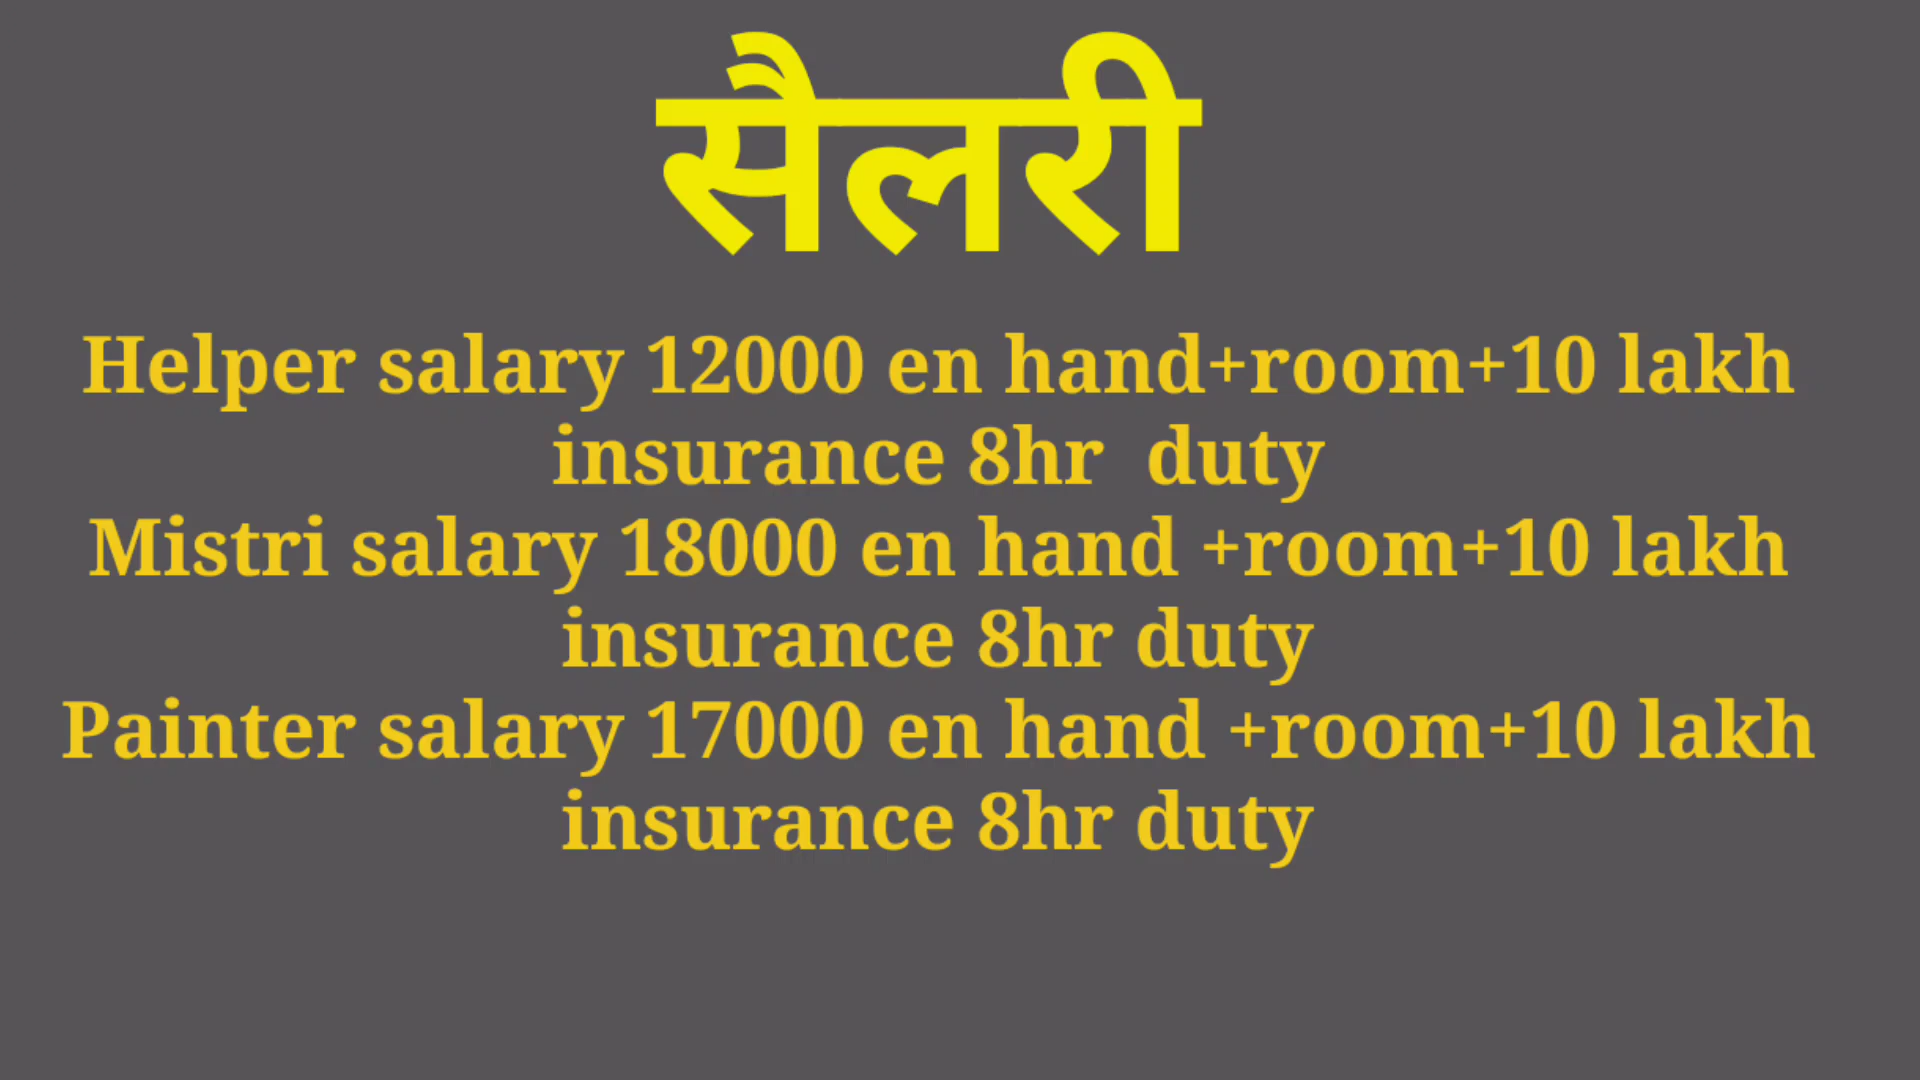 सैलरी
Helper salary 12000 en hand+room+10 lakh
insurance 8hr  duty
Mistri salary 18000 en hand +room+10 lakh
insurance 8hr duty
Painter salary 17000 en hand +room+10 lakh
insurance 8hr duty